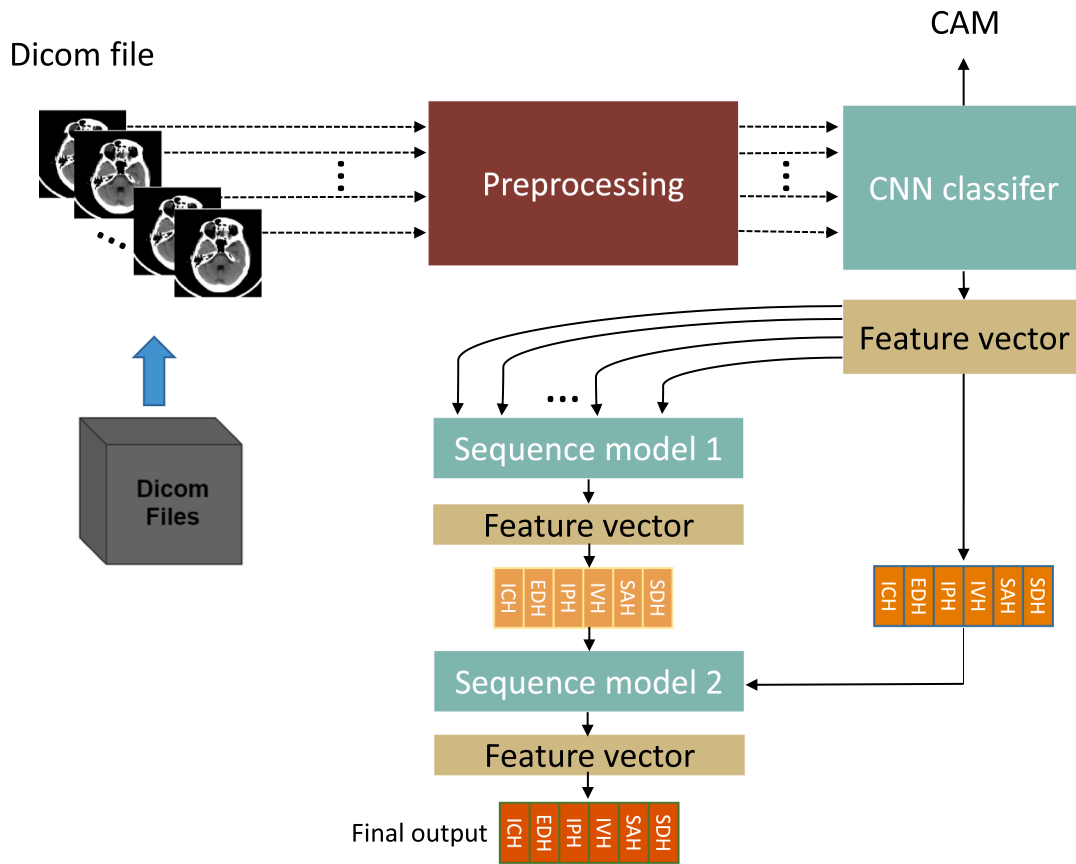 CAM
Dicom file
Preprocessing
CNN classifer
Feature vector
Sequence model 1
Dicom
Files
Feature vector
ICH EDH IPH IVH SAH SDH
ICH EDH IPH IVH SAH SDH
Sequence model 2
Feature vector
Final output
ICH EDH IPH IVH SAH SDH